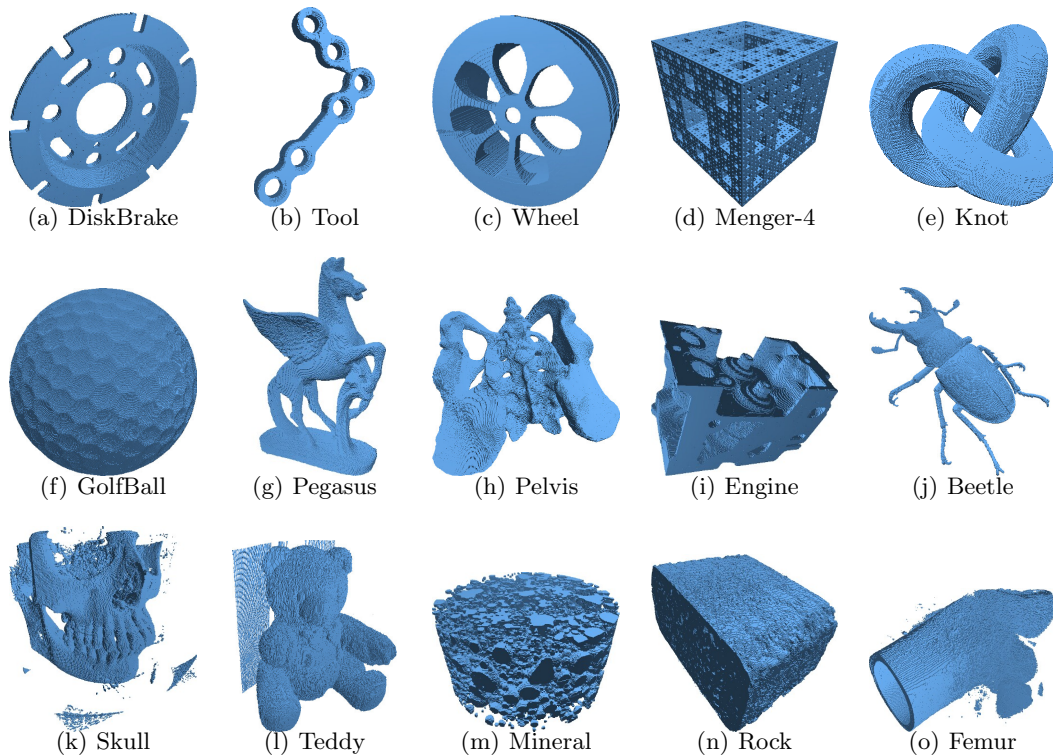 (a) DiskBrake
(b) Tool
(c) Wheel
(d) Menger-4
(e) Knot
(f) GolfBall
(g) Pegasus
(h) Pelvis
(i) Engine
(j) Beetle
(k) Skull
(l) Teddy
(m) Mineral
(n) Rock
(o) Femur